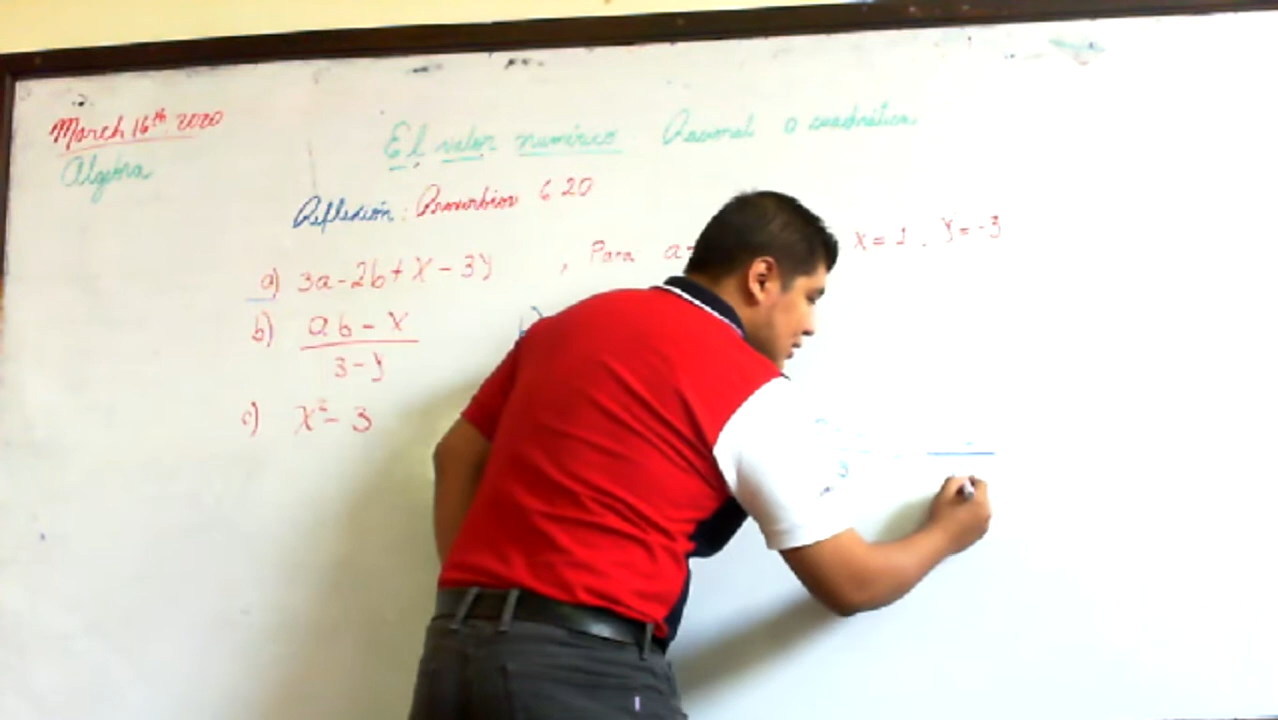 March 16th 2020
El valor numérico Racional o cuadrática
Algebra
Reflexión: Proverbios 6 20
a) 3a-2b+x-3y , Para a= x=1, y=-3
b) ab-x / 3-y
c) x²-3